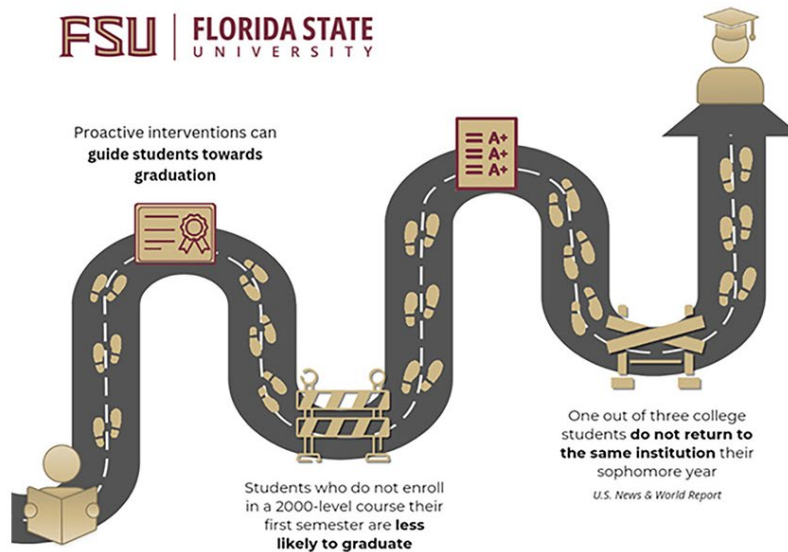 FSU
FLORIDA STATE
UNIVERSITY
Proactive interventions can
guide students towards
graduation
A+
A+
A+
Students who do not enroll
in a 2000-level course their
first semester are less
likely to graduate
One out of three college
students do not return to
the same institution their
sophomore year
U.S. News & World Report